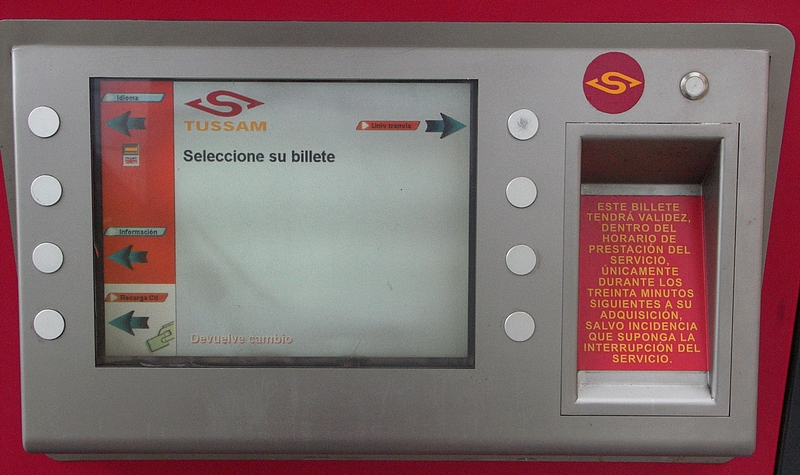 Idioma
TUSSAM
Univ tranvía
Seleccione su billete
Información
Recarga CU
Devuelve cambio
ESTE BILLETE
TENDRÁ VALIDEZ,
DENTRO DEL
HORARIO DE
PRESTACIÓN DEL
SERVICIO,
ÚNICAMENTE
DURANTE LOS
TREINTA MINUTOS
SIGUIENTES A SU
ADQUISICIÓN,
SALVO INCIDENCIA
QUE SUPONGA LA
INTERRUPCIÓN DEL
SERVICIO.